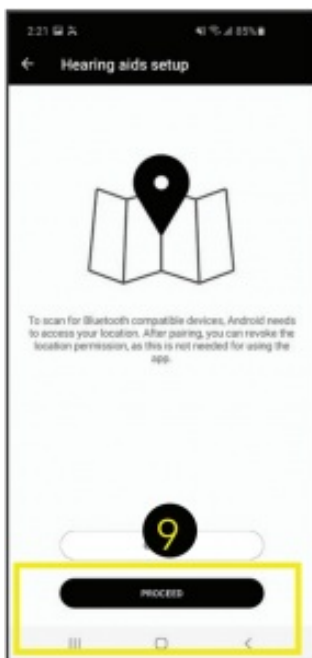 2:21 85%
Hearing aids setup
To scan for Bluetooth compatible devices, Android needs
to access your location. After pairing, you can revoke the
location permission, as this is not needed for using the
app.
9
PROCEED